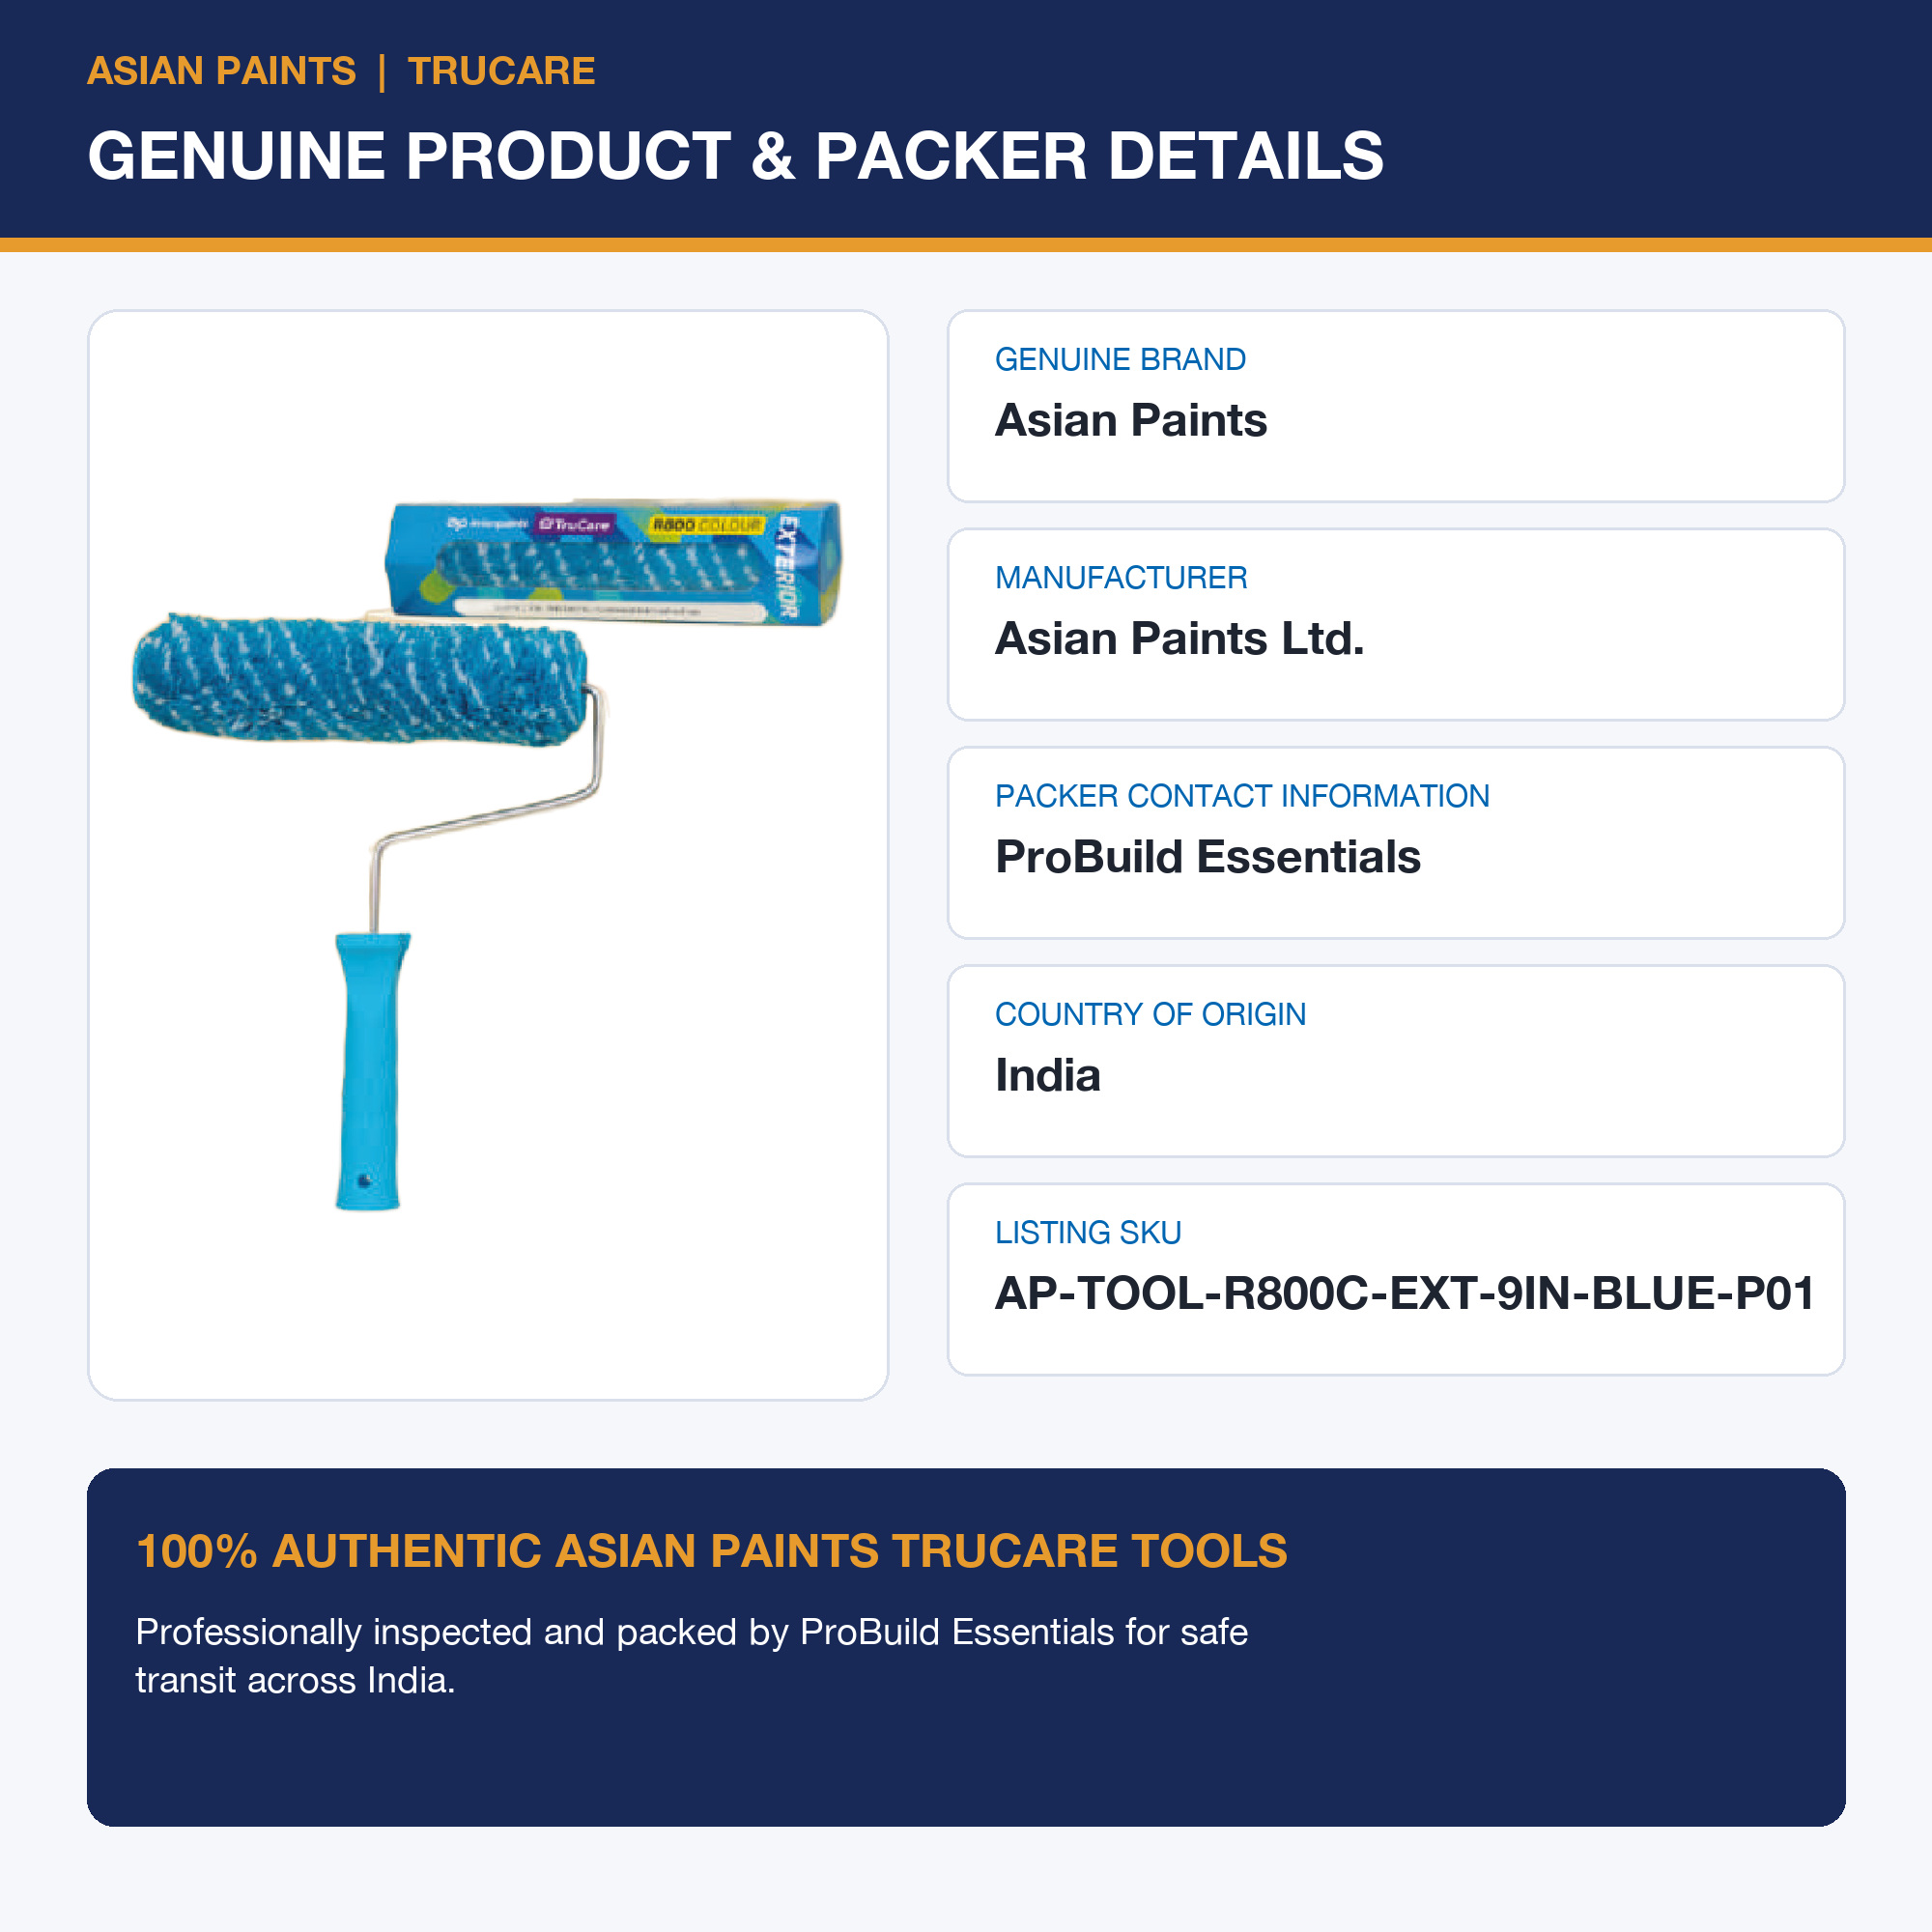 ASIAN PAINTS | TRUCARE
GENUINE PRODUCT & PACKER DETAILS
asianpaints TruCare R800 COLOUR
EXTERIOR
GENUINE BRAND
Asian Paints
MANUFACTURER
Asian Paints Ltd.
PACKER CONTACT INFORMATION
ProBuild Essentials
COUNTRY OF ORIGIN
India
LISTING SKU
AP-TOOL-R800C-EXT-9IN-BLUE-P01
100% AUTHENTIC ASIAN PAINTS TRUCARE TOOLS
Professionally inspected and packed by ProBuild Essentials for safe
transit across India.